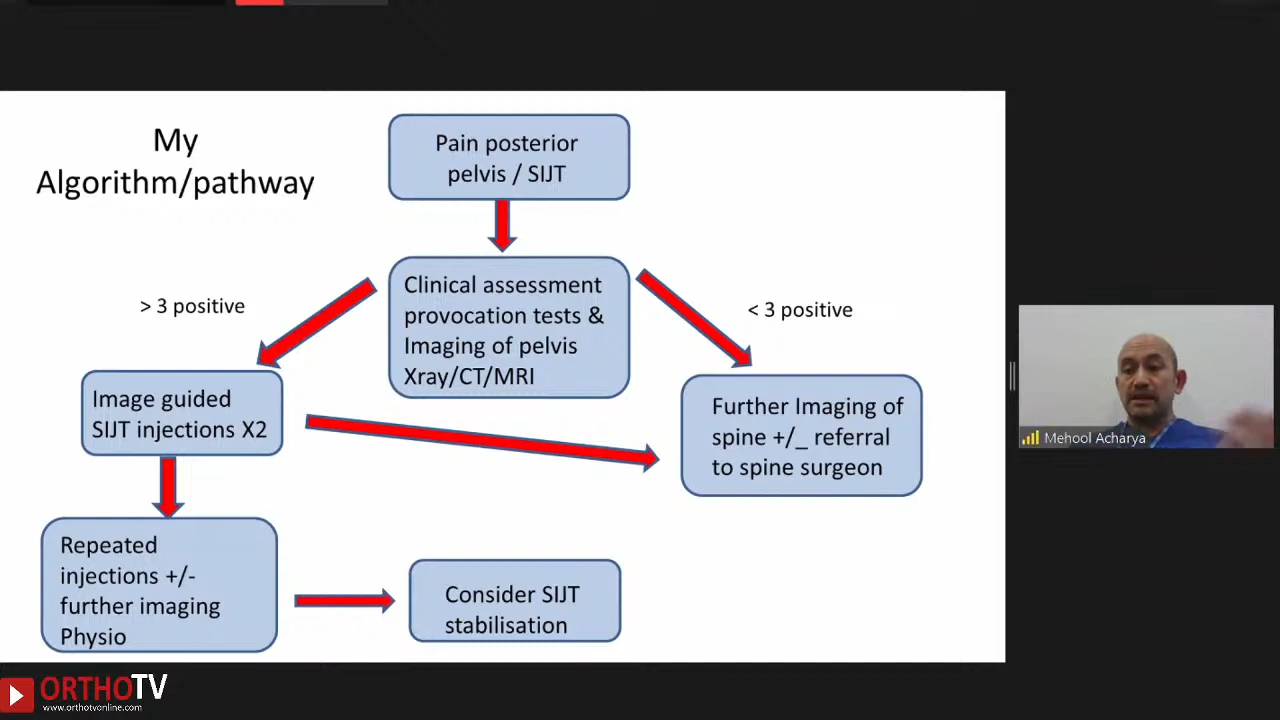 My
Algorithm/pathway
Pain posterior
pelvis / SIJT
Clinical assessment
provocation tests &
Imaging of pelvis
Xray/CT/MRI
> 3 positive
< 3 positive
Image guided
SIJT injections X2
Further Imaging of
spine +/_ referral
to spine surgeon
Repeated
injections +/-
further imaging
Physio
Consider SIJT
stabilisation
Mehool Acharya
ORTHOTV
www.orthotvonline.com